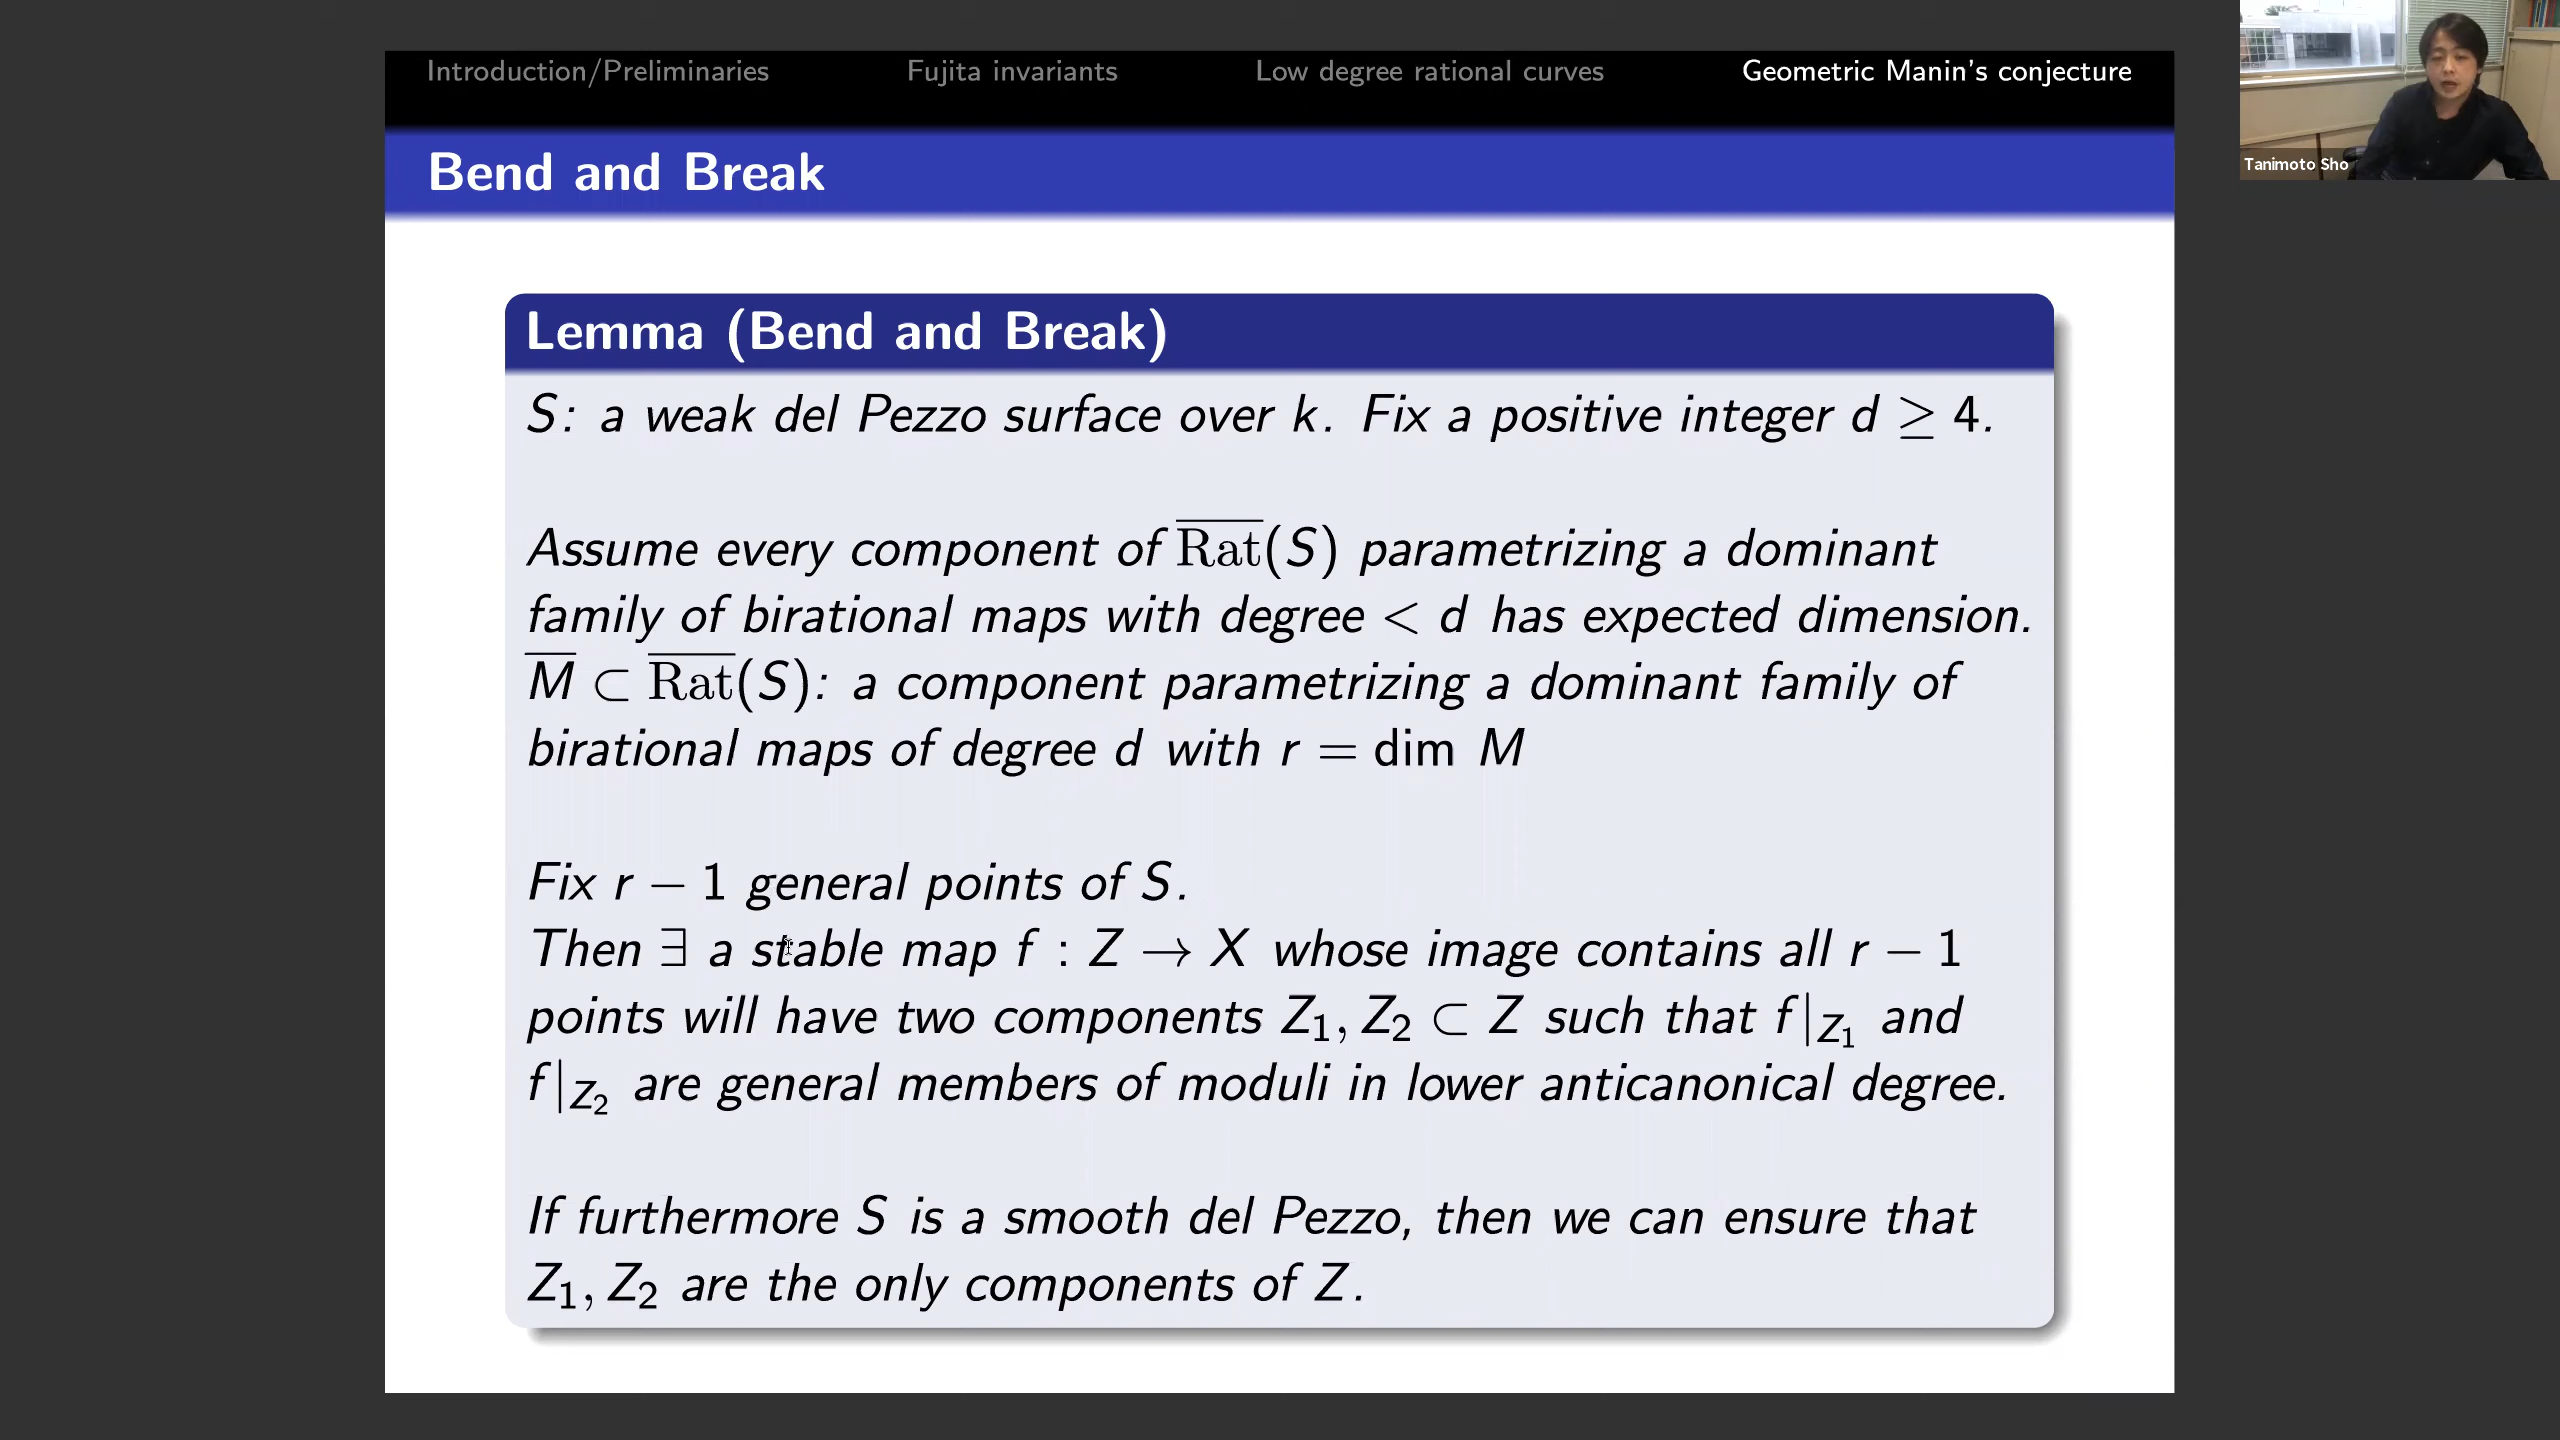 Introduction/Preliminaries Fujita invariants Low degree rational curves Geometric Manin's conjecture
Tanimoto Sho
Bend and Break
Lemma (Bend and Break)
S: a weak del Pezzo surface over k. Fix a positive integer d ≥ 4.
Assume every component of \overline{Rat}(S) parametrizing a dominant
family of birational maps with degree < d has expected dimension.
\overline{M} ⊂ \overline{Rat}(S): a component parametrizing a dominant family of
birational maps of degree d with r = dim M
Fix r − 1 general points of S.
Then ∃ a stable map f : Z → X whose image contains all r − 1
points will have two components Z₁, Z₂ ⊂ Z such that f|_{Z₁} and
f|_{Z₂} are general members of moduli in lower anticanonical degree.
If furthermore S is a smooth del Pezzo, then we can ensure that
Z₁, Z₂ are the only components of Z.